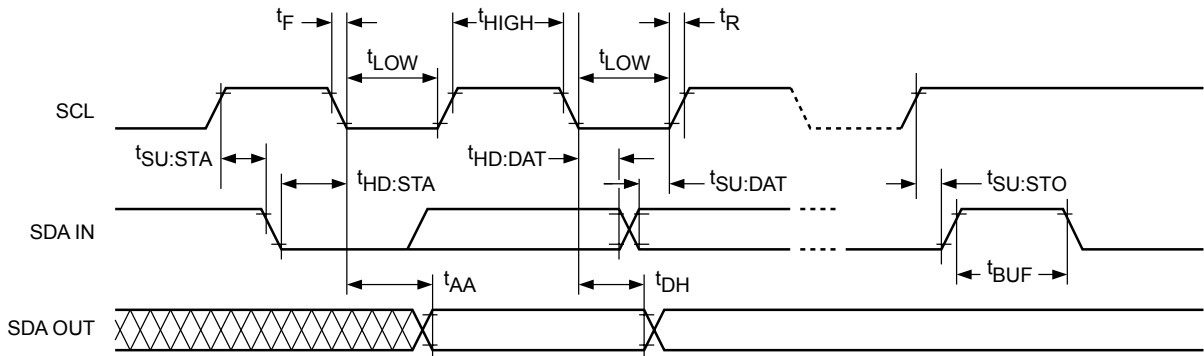 tF
tHIGH
tR
tLOW
tLOW
SCL
tSU:STA
tHD:STA
tHD:DAT
tSU:DAT
tSU:STO
SDA IN
tAA
tDH
tBUF
SDA OUT